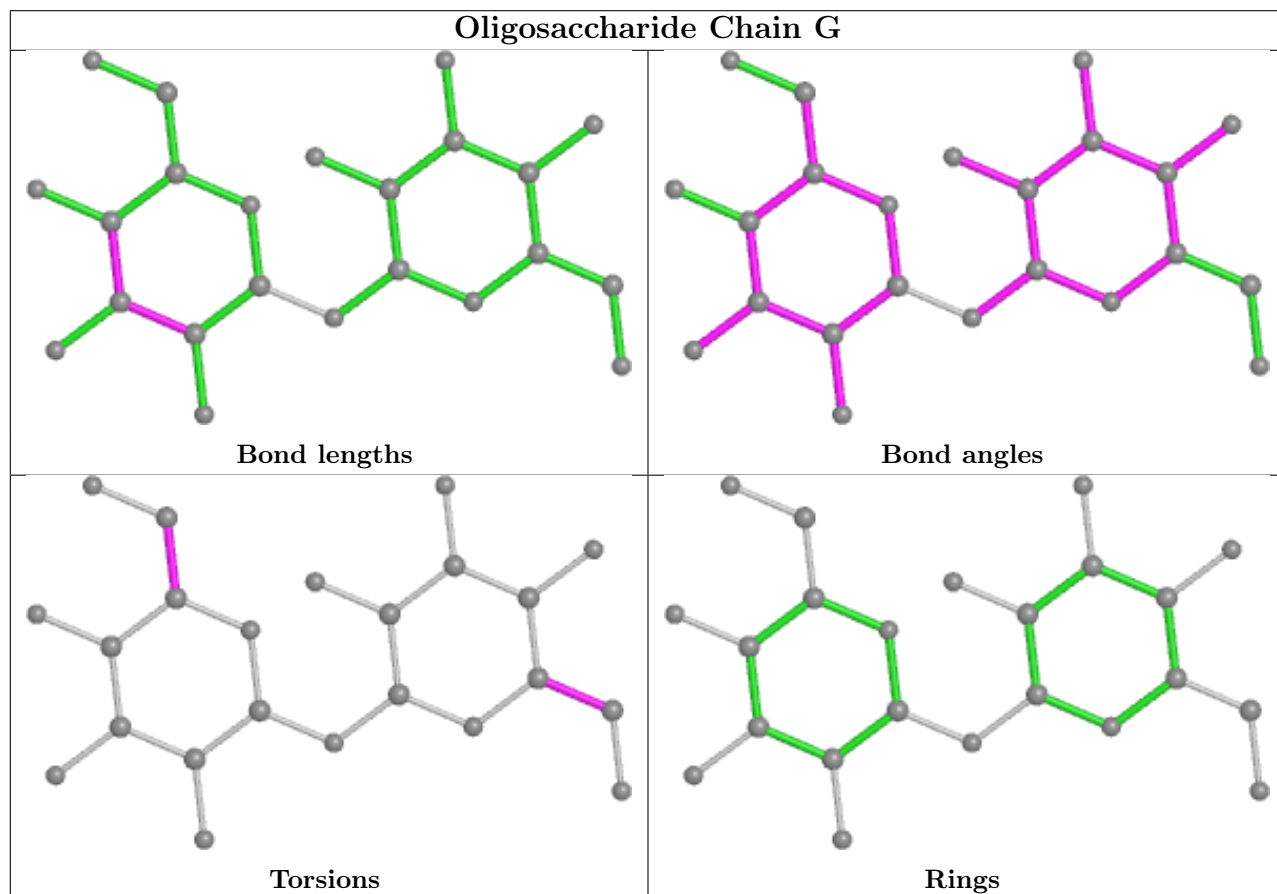 Oligosaccharide Chain G
Bond lengths
Bond angles
Torsions
Rings